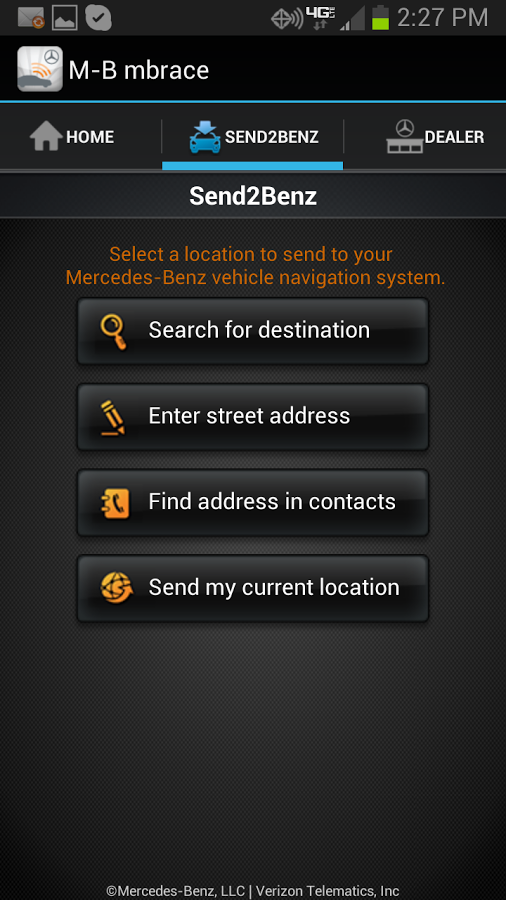 4G LTE 2:27 PM
M-B mbrace
HOME SEND2BENZ DEALER
Send2Benz
Select a location to send to your
Mercedes-Benz vehicle navigation system.
Search for destination
Enter street address
Find address in contacts
Send my current location
©Mercedes-Benz, LLC | Verizon Telematics, Inc